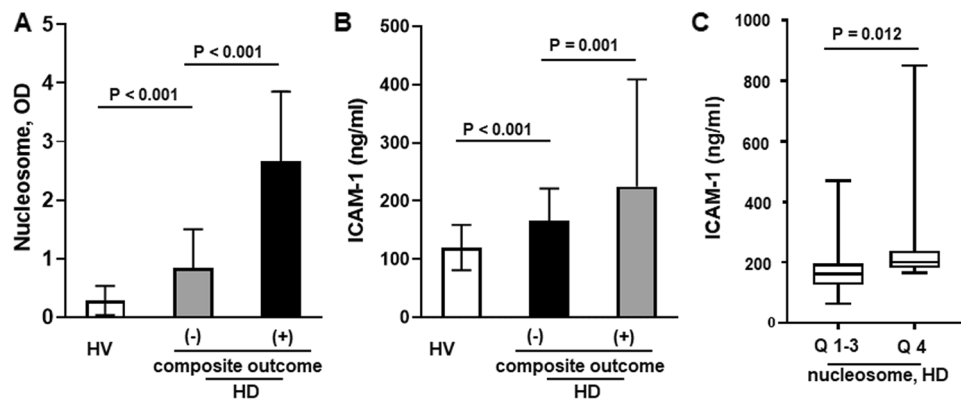 A
Nucleosome, OD
5
4
3
2
1
0
P < 0.001
P < 0.001
HV
(-)
(+)
composite outcome
HD
B
ICAM-1 (ng/ml)
500
400
300
200
100
0
P < 0.001
P = 0.001
HV
(-)
(+)
composite outcome
HD
C
ICAM-1 (ng/ml)
1000
800
600
400
200
0
P = 0.012
Q 1-3
Q 4
nucleosome, HD